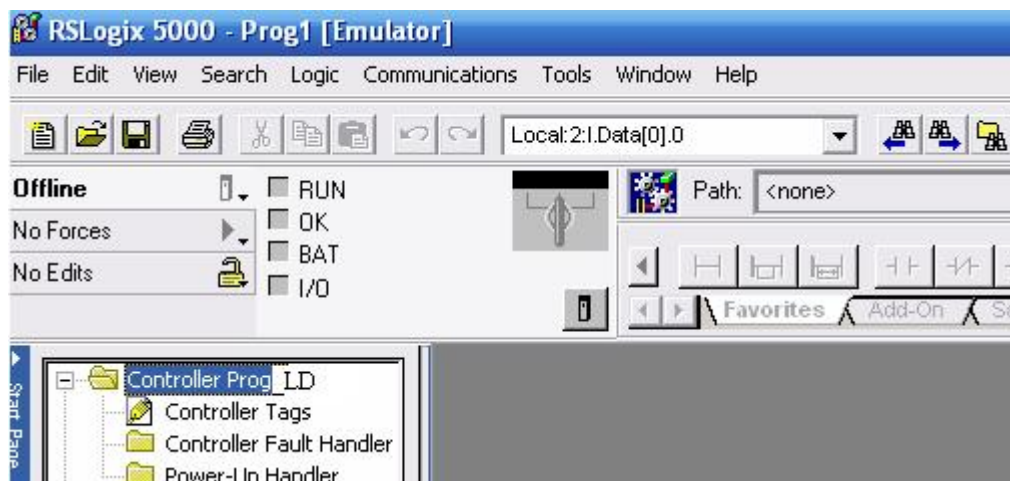 RSLogix 5000 - Prog1 [Emulator]
File Edit View Search Logic Communications Tools Window Help
Local:2:I.Data[0].0
Offline
RUN
Path: <none>
No Forces
OK
BAT
No Edits
I/O
Favorites Add-On
Start Page
Controller Prog_LD
Controller Tags
Controller Fault Handler
Power-Up Handler